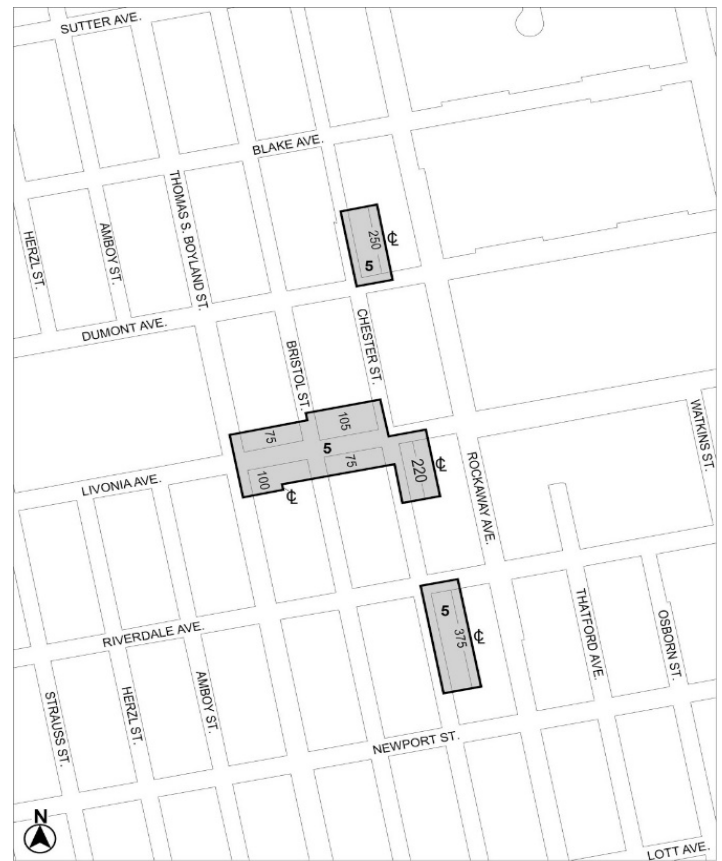 SUTTER AVE.
BLAKE AVE.
THOMAS S. BOYLAND ST.
AMBOY ST.
HERZL ST.
250
℄
5
DUMONT AVE.
CHESTER ST.
BRISTOL ST.
75
105
5
75
100
℄
220
℄
WATKINS ST.
ROCKAWAY AVE.
LIVONIA AVE.
5
375
℄
RIVERDALE AVE.
THATFORD AVE.
OSBORN ST.
STRAUSS ST.
HERZL ST.
AMBOY ST.
NEWPORT ST.
N
LOTT AVE.